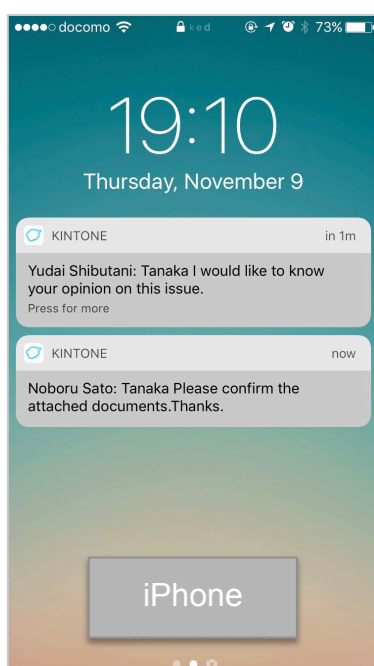 docomo ked 73%
19:10
Thursday, November 9
KINTONE in 1m
Yudai Shibutani: Tanaka I would like to know
your opinion on this issue.
Press for more
KINTONE now
Noboru Sato: Tanaka Please confirm the
attached documents.Thanks.
iPhone